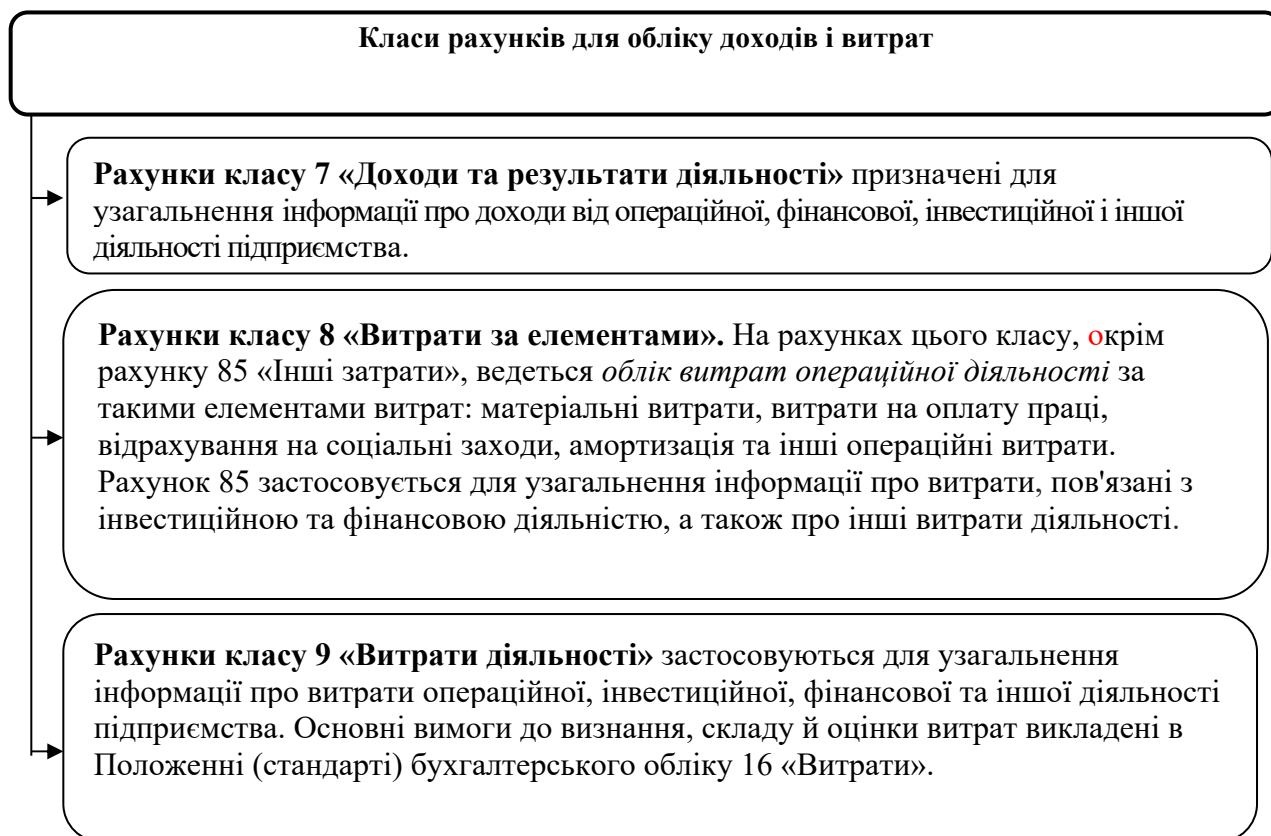 Класи рахунків для обліку доходів і витрат
Рахунки класу 7 «Доходи та результати діяльності» призначені для
узагальнення інформації про доходи від операційної, фінансової, інвестиційної і іншої
діяльності підприємства.
Рахунки класу 8 «Витрати за елементами». На рахунках цього класу, окрім
рахунку 85 «Інші затрати», ведеться облік витрат операційної діяльності за
такими елементами витрат: матеріальні витрати, витрати на оплату праці,
відрахування на соціальні заходи, амортизація та інші операційні витрати.
Рахунок 85 застосовується для узагальнення інформації про витрати, пов'язані з
інвестиційною та фінансовою діяльністю, а також про інші витрати діяльності.
Рахунки класу 9 «Витрати діяльності» застосовуються для узагальнення
інформації про витрати операційної, інвестиційної, фінансової та іншої діяльності
підприємства. Основні вимоги до визнання, складу й оцінки витрат викладені в
Положенні (стандарті) бухгалтерського обліку 16 «Витрати».